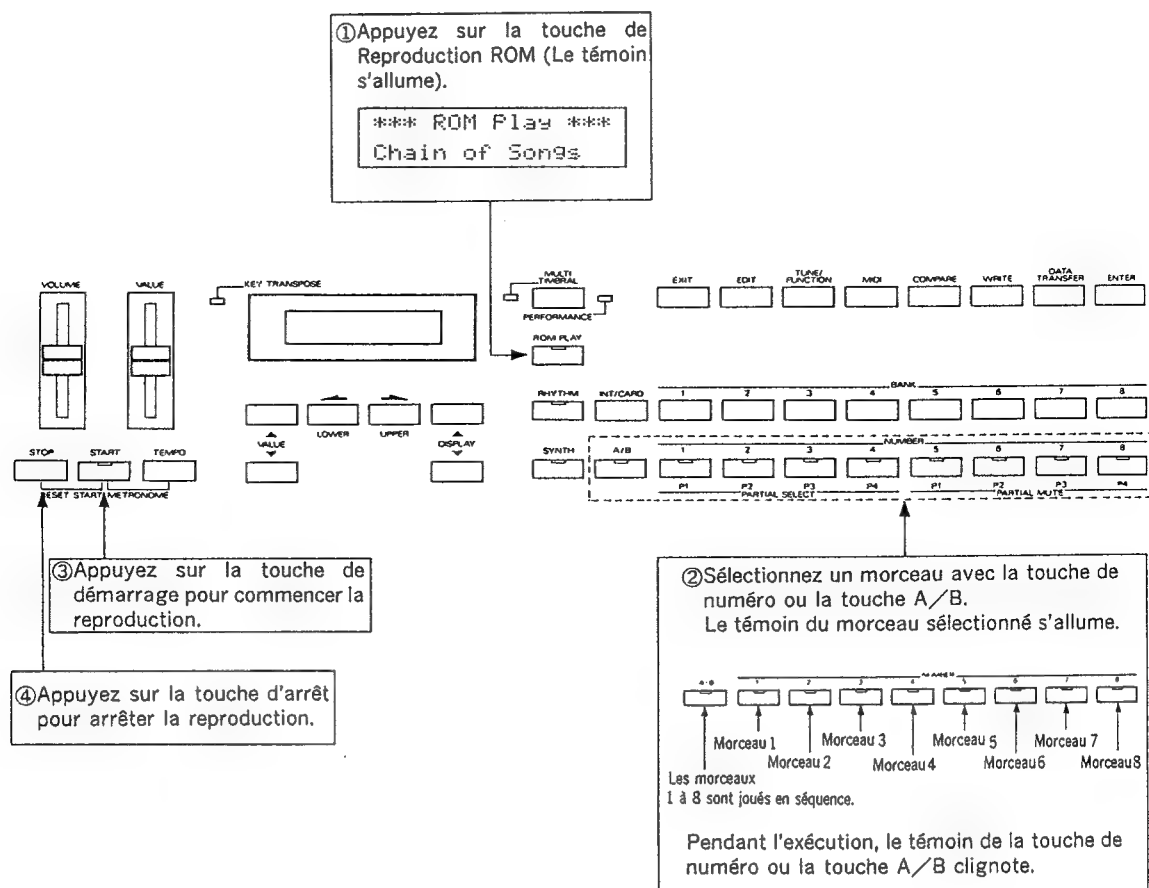 ①Appuyez sur la touche de
Reproduction ROM (Le témoin
s'allume).
*** ROM Play ***
Chain of Songs
VOLUME
VALUE
KEY TRANSPOSE
MULTI
TIMBRAL
PERFORMANCE
ROM PLAY
EXIT
EDIT
TUNE/
FUNCTION
MIDI
COMPARE
WRITE
DATA
TRANSFER
ENTER
VALUE
LOWER
UPPER
DISPLAY
RHYTHM
INT/CARD
BANK
1 2 3 4 5 6 7 8
STOP
START
TEMPO
RESET START METRONOME
SYNTH
A/B
NUMBER
1 2 3 4 5 6 7 8
P1 P2 P3 P4 P1 P2 P3 P4
PARTIAL SELECT
PARTIAL MUTE
③Appuyez sur la touche de
démarrage pour commencer la
reproduction.
④Appuyez sur la touche d'arrêt
pour arrêter la reproduction.
②Sélectionnez un morceau avec la touche de
numéro ou la touche A/B.
Le témoin du morceau sélectionné s'allume.
1 2 3 4 5 6 7 8
Morceau 1
Morceau 2
Morceau 3
Morceau 4
Morceau 5
Morceau 6
Morceau 7
Morceau 8
Les morceaux
1 à 8 sont joués en séquence.
Pendant l'exécution, le témoin de la touche de
numéro ou la touche A/B clignote.